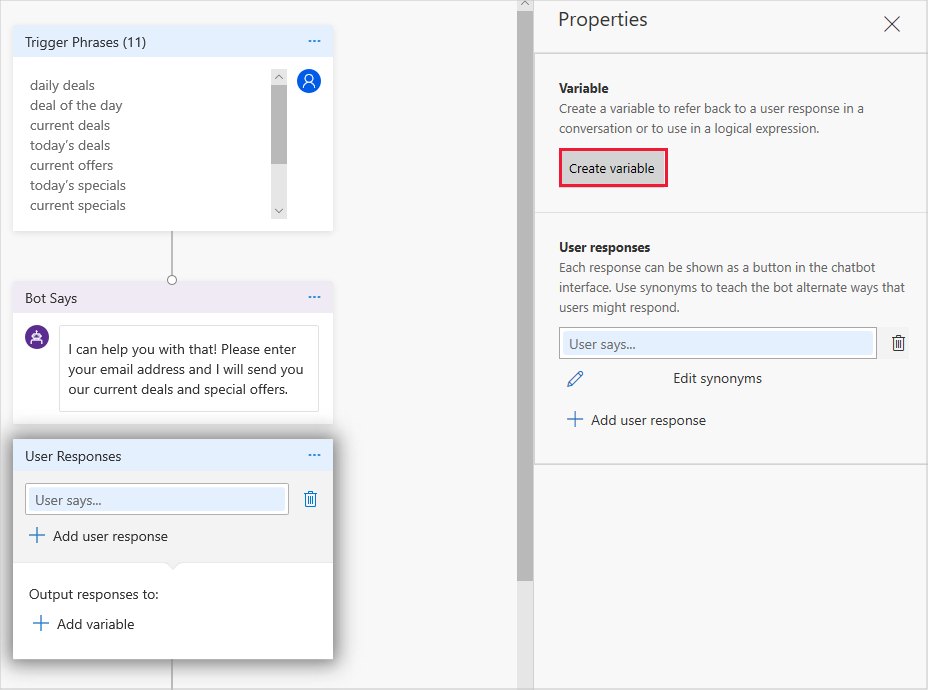 Trigger Phrases (11)
daily deals
deal of the day
current deals
today's deals
current offers
today's specials
current specials
Bot Says
I can help you with that! Please enter
your email address and I will send you
our current deals and special offers.
User Responses
User says...
Add user response
Output responses to:
Add variable
Properties
Variable
Create a variable to refer back to a user response in a
conversation or to use in a logical expression.
Create variable
User responses
Each response can be shown as a button in the chatbot
interface. Use synonyms to teach the bot alternate ways that
users might respond.
User says...
Edit synonyms
Add user response